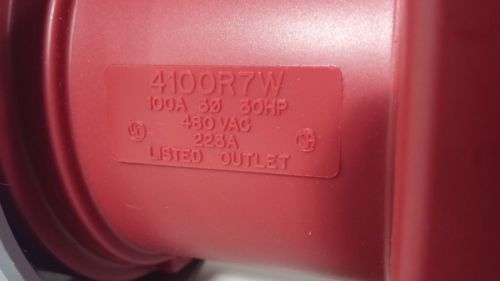 4100R7W
100A 3Ø 30HP
480 VAC
223A
LISTED OUTLET